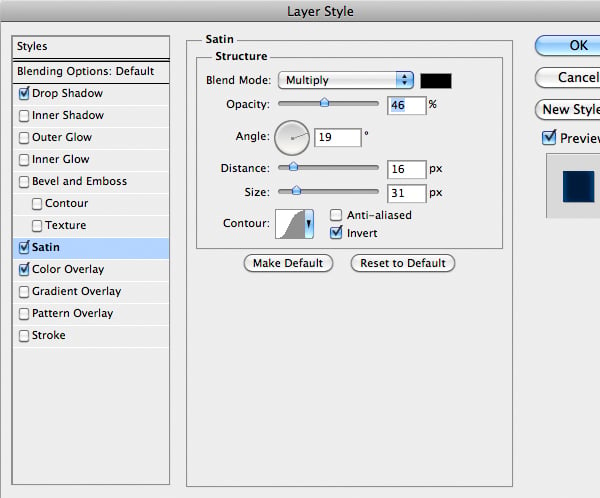 Layer Style
Styles
Blending Options: Default
Drop Shadow
Inner Shadow
Outer Glow
Inner Glow
Bevel and Emboss
Contour
Texture
Satin
Color Overlay
Gradient Overlay
Pattern Overlay
Stroke
Satin
Structure
Blend Mode: Multiply
Opacity: 46 %
Angle: 19 °
Distance: 16 px
Size: 31 px
Contour: Anti-aliased
Invert
Make Default Reset to Default
OK
Cancel
New Style
Preview